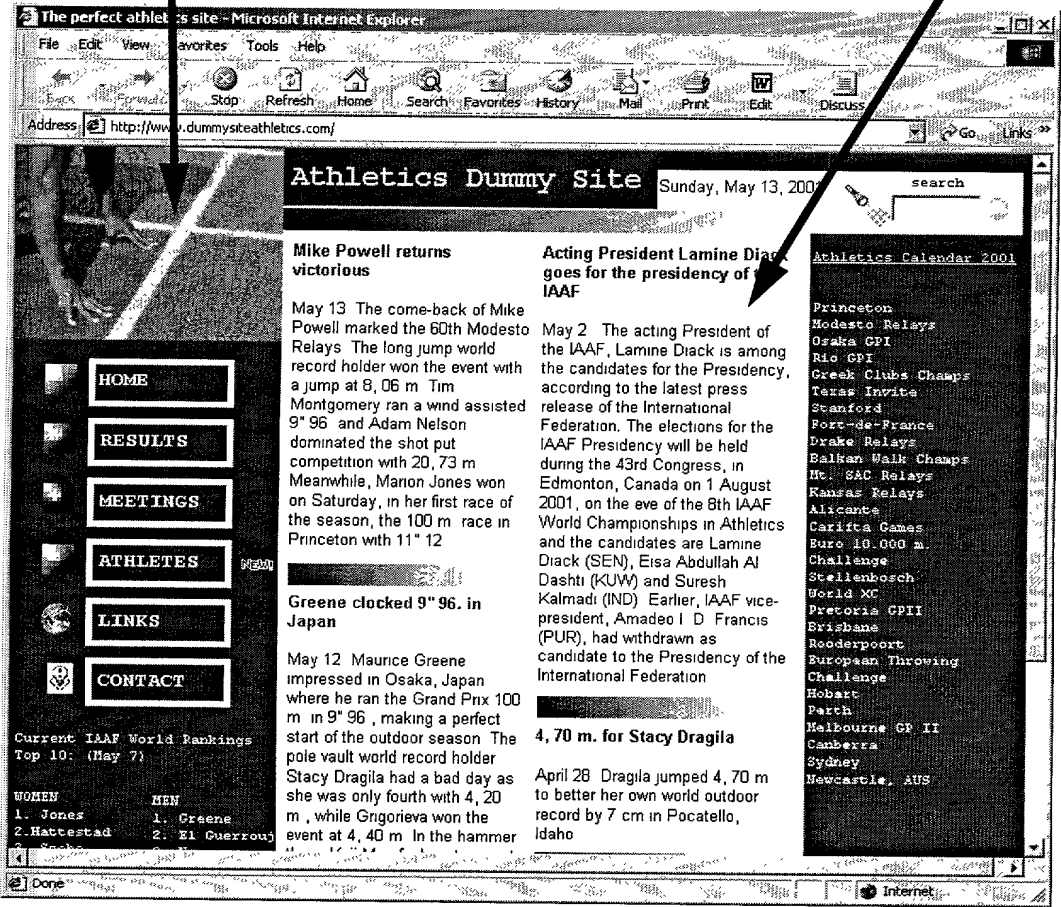 The perfect athletics site - Microsoft Internet Explorer
File Edit View Favorites Tools Help
Back Forward Stop Refresh Home Search Favorites History Mail Print Edit Discuss
Address http://www.dummysiteathletics.com/ Go Links »
Athletics Dummy Site
Sunday, May 13, 2001
search
HOME
RESULTS
MEETINGS
ATHLETES NEW!
LINKS
CONTACT
Current IAAF World Rankings
Top 10: (May 7)
WOMEN
1. Jones
2.Hattestad
MEN
1. Greene
2. El Guerrouj
Mike Powell returns
victorious
May 13 The come-back of Mike
Powell marked the 60th Modesto
Relays The long jump world
record holder won the event with
a jump at 8, 06 m Tim
Montgomery ran a wind assisted
9" 96 and Adam Nelson
dominated the shot put
competition with 20, 73 m
Meanwhile, Marion Jones won
on Saturday, in her first race of
the season, the 100 m race in
Princeton with 11" 12
Greene clocked 9" 96. in
Japan
May 12 Maurice Greene
impressed in Osaka, Japan
where he ran the Grand Prix 100
m in 9" 96 , making a perfect
start of the outdoor season The
pole vault world record holder
Stacy Dragila had a bad day as
she was only fourth with 4, 20
m , while Grigorieva won the
event at 4, 40 m In the hammer
Acting President Lamine Diack
goes for the presidency of the
IAAF
May 2 The acting President of
the IAAF, Lamine Diack is among
the candidates for the Presidency,
according to the latest press
release of the International
Federation. The elections for the
IAAF Presidency will be held
during the 43rd Congress, in
Edmonton, Canada on 1 August
2001, on the eve of the 8th IAAF
World Championships in Athletics
and the candidates are Lamine
Diack (SEN), Eisa Abdullah Al
Dashti (KUW) and Suresh
Kalmadi (IND) Earlier, IAAF vice-
president, Amadeo I D Francis
(PUR), had withdrawn as
candidate to the Presidency of the
International Federation
4, 70 m. for Stacy Dragila
April 28 Dragila jumped 4, 70 m
to better her own world outdoor
record by 7 cm in Pocatello,
Idaho
Athletics Calendar 2001
Princeton
Modesto Relays
Osaka GPI
Rio GPI
Greek Clubs Champs
Texas Invite
Stanford
Fort-de-France
Drake Relays
Balkan Walk Champs
Mt. SAC Relays
Kansas Relays
Alicante
Carifta Games
Euro 10.000 m.
Challenge
Stellenbosch
World XC
Pretoria GPII
Brisbane
Rooderpoort
European Throwing
Challenge
Hobart
Perth
Melbourne GP II
Canberra
Sydney
Newcastle, AUS
Done
Internet